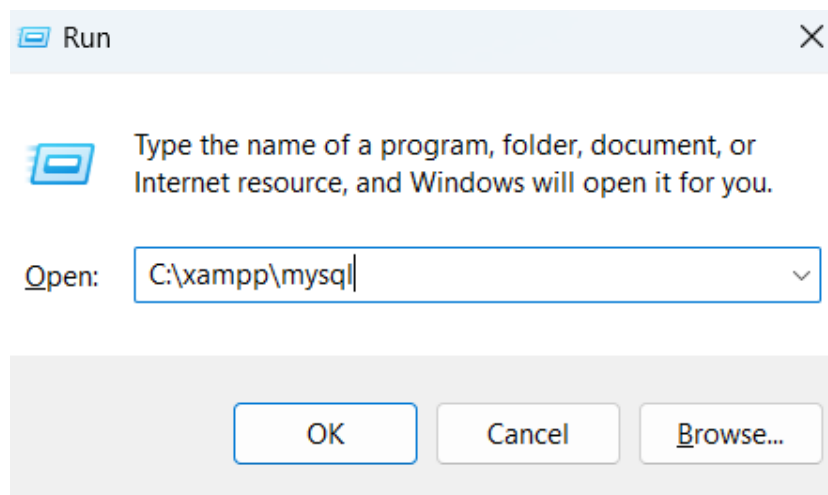 Run
Type the name of a program, folder, document, or
Internet resource, and Windows will open it for you.
Open: C:\xampp\mysql
OK Cancel Browse...